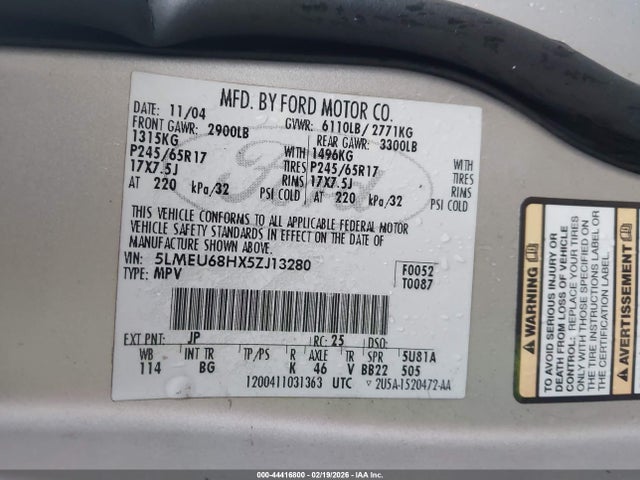 MFD. BY FORD MOTOR CO.
DATE: 11/04 GVWR: 6110LB/ 2771KG
FRONT GAWR: 2900LB REAR GAWR: 3300LB
1315KG WITH 1496KG WITH
P245/65R17 TIRES P245/65R17 TIRES
17X7.5J RIMS 17X7.5J RIMS
AT 220 kPa/32 PSI COLD AT 220 kPa/32 PSI COLD
THIS VEHICLE CONFORMS TO ALL APPLICABLE FEDERAL MOTOR
VEHICLE SAFETY AND BUMPER STANDARDS IN EFFECT ON THE DATE OF
MANUFACTURE SHOWN ABOVE.
VIN: 5LMEU68HX5ZJ13280 F0052
TYPE: MPV T0087
EXT PNT: JP RC: 25 DSO:
WB INT TR TP/PS R AXLE TR SPR 5U81A
114 BG K 46 V BB22 505
1200411031363 UTC 2U5A-1520472-AA
Ford
WARNING
TO AVOID SERIOUS INJURY OR
DEATH FROM LOSS OF VEHICLE
CONTROL: REPLACE YOUR TIRES
THE TIRE INSTRUCTIONS LABEL OR
THE CERTIFICATION LABEL.
AVERTISSEMENT
000-44416800 - 02/19/2026 - IAA Inc.